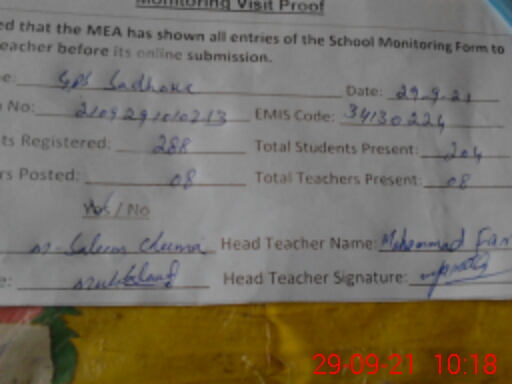 Monitoring Visit Proof
ed that the MEA has shown all entries of the School Monitoring Form to
eacher before its online submission.
e: GPS Sadhoke Date: 29.9.21
No: 2109291010213 EMIS Code: 34130224
ts Registered: 288 Total Students Present: 204
rs Posted: 08 Total Teachers Present: 08
Yes / No
M-Saleem Cheema Head Teacher Name: Muhammad
e: Head Teacher Signature:
29-09-21 10:18